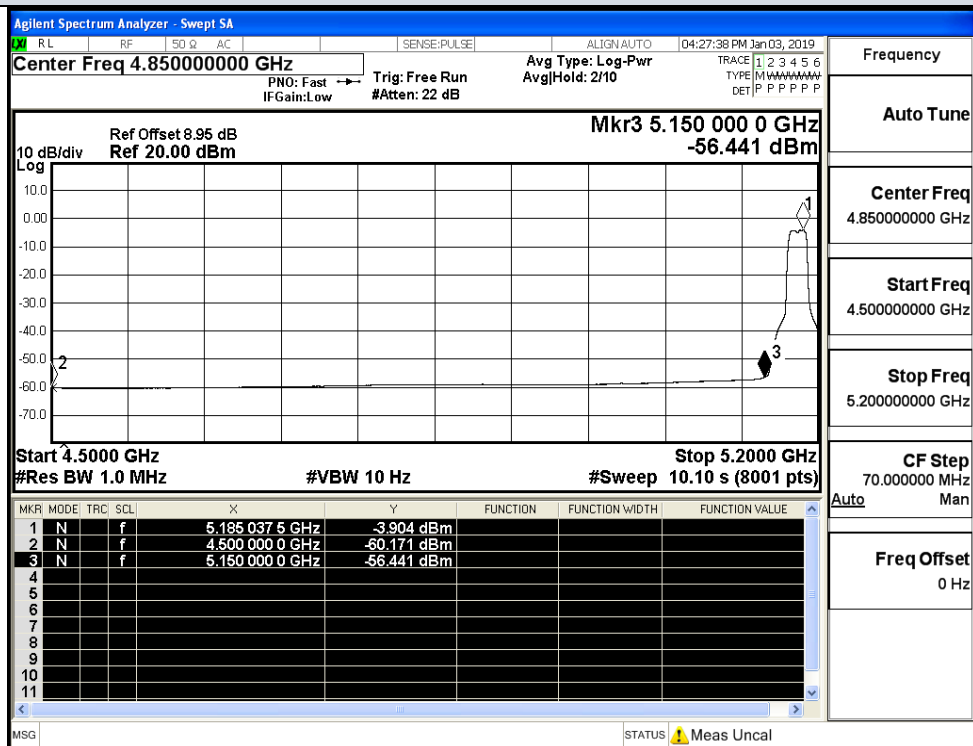 Agilent Spectrum Analyzer - Swept SA
LXI RL RF 50 Ω AC SENSE:PULSE ALIGN AUTO 04:27:38 PM Jan 03, 2019
Center Freq 4.850000000 GHz
PNO: Fast
IFGain:Low
Trig: Free Run
#Atten: 22 dB
Avg Type: Log-Pwr
Avg|Hold: 2/10
TRACE 1 2 3 4 5 6
TYPE M WWWWW
DET P P P P P P
Mkr3 5.150 000 0 GHz
-56.441 dBm
Ref Offset 8.95 dB
10 dB/div Ref 20.00 dBm
Log
10.0
0.00
-10.0
-20.0
-30.0
-40.0
-50.0
-60.0
-70.0
1
2
3
Start 4.5000 GHz Stop 5.2000 GHz
#Res BW 1.0 MHz #VBW 10 Hz #Sweep 10.10 s (8001 pts)
MKR MODE TRC SCL X Y FUNCTION FUNCTION WIDTH FUNCTION VALUE
1 N f 5.185 037 5 GHz -3.904 dBm
2 N f 4.500 000 0 GHz -60.171 dBm
3 N f 5.150 000 0 GHz -56.441 dBm
4
5
6
7
8
9
10
11
MSG STATUS Meas Uncal
Frequency
Auto Tune
Center Freq
4.850000000 GHz
Start Freq
4.500000000 GHz
Stop Freq
5.200000000 GHz
CF Step
70.000000 MHz
Auto Man
Freq Offset
0 Hz